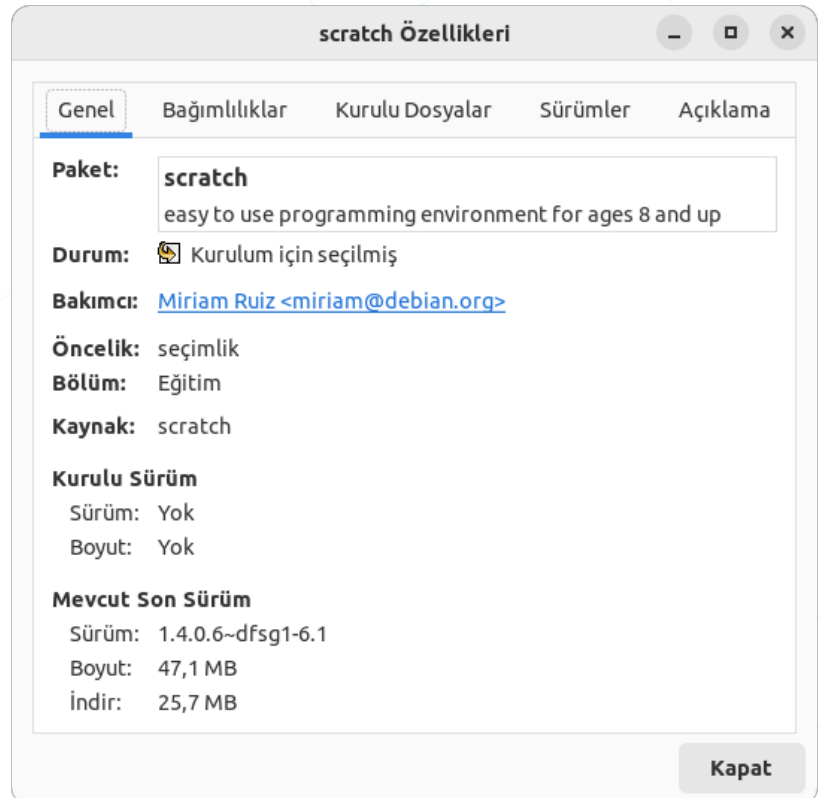 scratch Özellikleri
Genel Bağımlılıklar Kurulu Dosyalar Sürümler Açıklama
Paket: scratch
easy to use programming environment for ages 8 and up
Durum: Kurulum için seçilmiş
Bakımcı: Miriam Ruiz <miriam@debian.org>
Öncelik: seçimlik
Bölüm: Eğitim
Kaynak: scratch
Kurulu Sürüm
Sürüm: Yok
Boyut: Yok
Mevcut Son Sürüm
Sürüm: 1.4.0.6~dfsg1-6.1
Boyut: 47,1 MB
İndir: 25,7 MB
Kapat